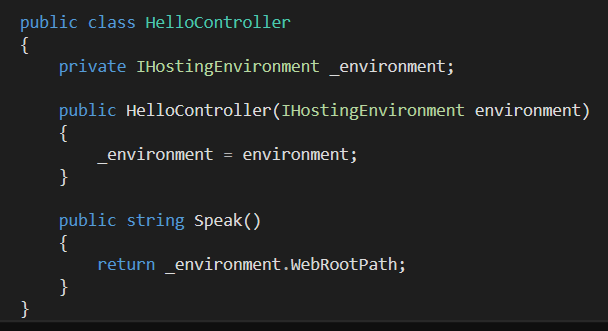 public class HelloController
{
    private IHostingEnvironment _environment;
    public HelloController(IHostingEnvironment environment)
    {
        _environment = environment;
    }
    public string Speak()
    {
        return _environment.WebRootPath;
    }
}